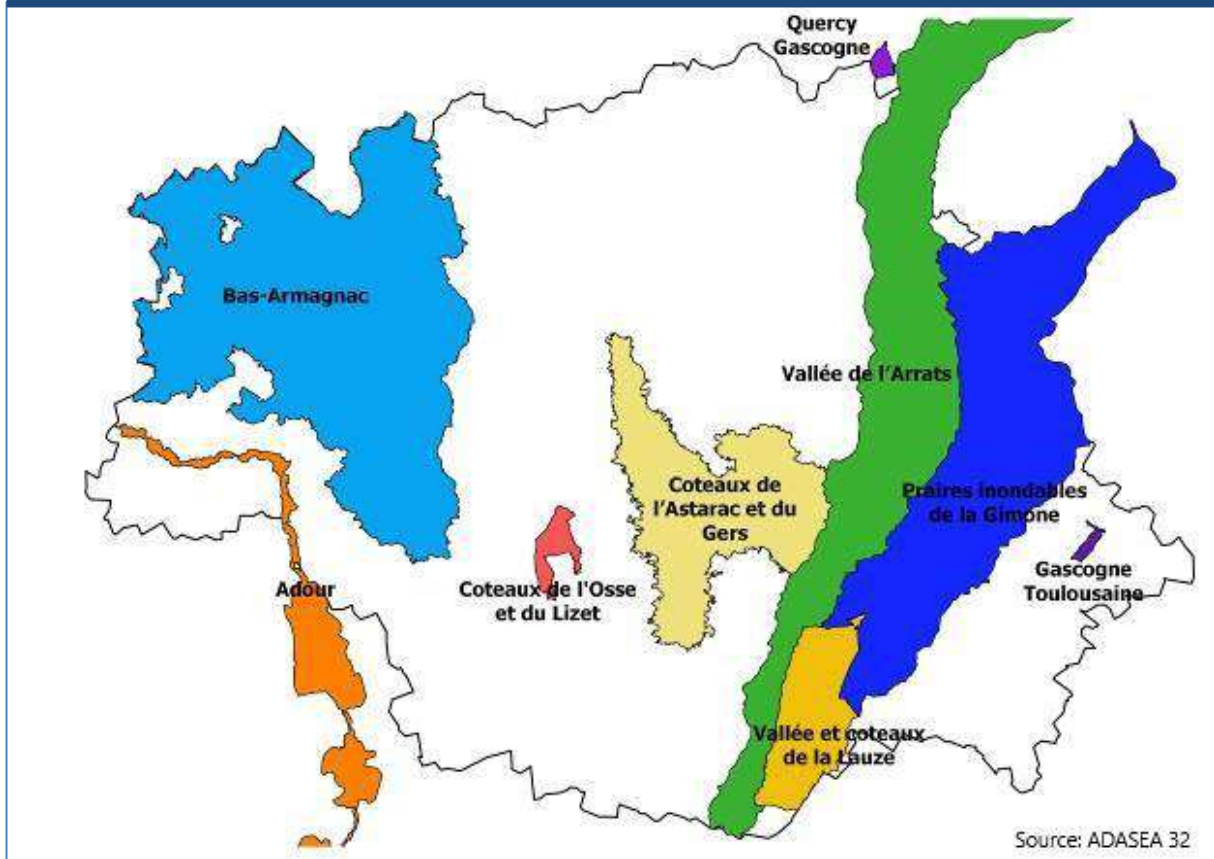 Quercy
Gascogne
Bas-Armagnac
Vallée de l'Arrats
Coteaux de
l'Astarac et du
Gers
Praires inondables
de la Gimone
Adour
Coteaux de l'Osse
et du Lizet
Gascogne
Toulousaine
Vallée et coteaux
de la Lauze
Source: ADASEA 32